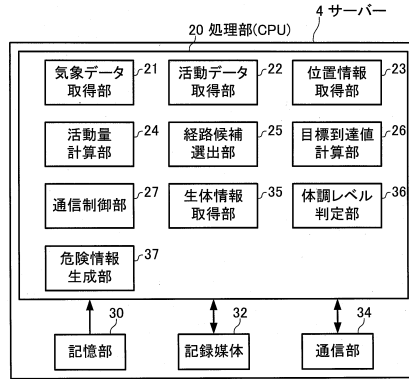 4 サーバー
20 処理部(CPU)
気象データ
取得部
21
活動データ
取得部
22
位置情報
取得部
23
活動量
計算部
24
経路候補
選出部
25
目標到達値
計算部
26
通信制御部
27
生体情報
取得部
35
体調レベル
判定部
36
危険情報
生成部
37
30
記憶部
32
記録媒体
34
通信部